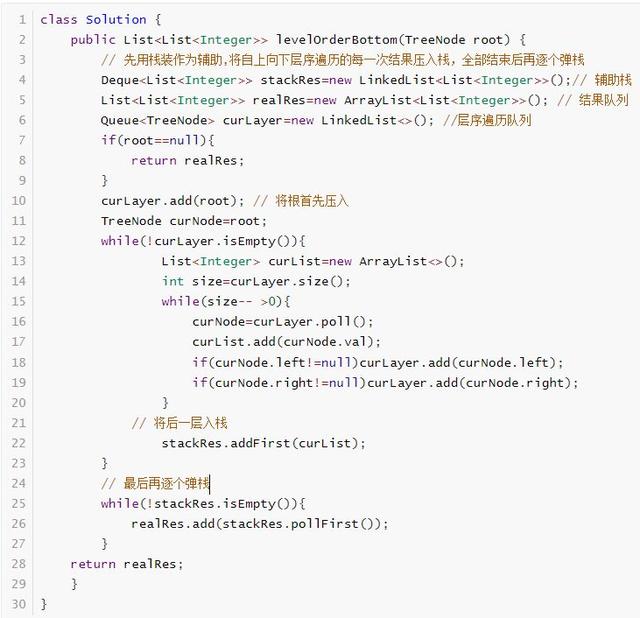 1 class Solution {
2     public List<List<Integer>> levelOrderBottom(TreeNode root) {
3         // 先用栈装作为辅助,将自上向下层序遍历的每一次结果压入栈，全部结束后再逐个弹栈
4         Deque<List<Integer>> stackRes=new LinkedList<List<Integer>>();// 辅助栈
5         List<List<Integer>> realRes=new ArrayList<List<Integer>>(); // 结果队列
6         Queue<TreeNode> curLayer=new LinkedList<>(); //层序遍历队列
7         if(root==null){
8             return realRes;
9         }
10         curLayer.add(root); // 将根首先压入
11         TreeNode curNode=root;
12         while(!curLayer.isEmpty()){
13                 List<Integer> curList=new ArrayList<>();
14                 int size=curLayer.size();
15                 while(size-- >0){
16                     curNode=curLayer.poll();
17                     curList.add(curNode.val);
18                     if(curNode.left!=null)curLayer.add(curNode.left);
19                     if(curNode.right!=null)curLayer.add(curNode.right);
20                 }
21             // 将后一层入栈
22                 stackRes.addFirst(curList);
23         }
24         // 最后再逐个弹栈
25         while(!stackRes.isEmpty()){
26             realRes.add(stackRes.pollFirst());
27         }
28     return realRes;
29     }
30 }